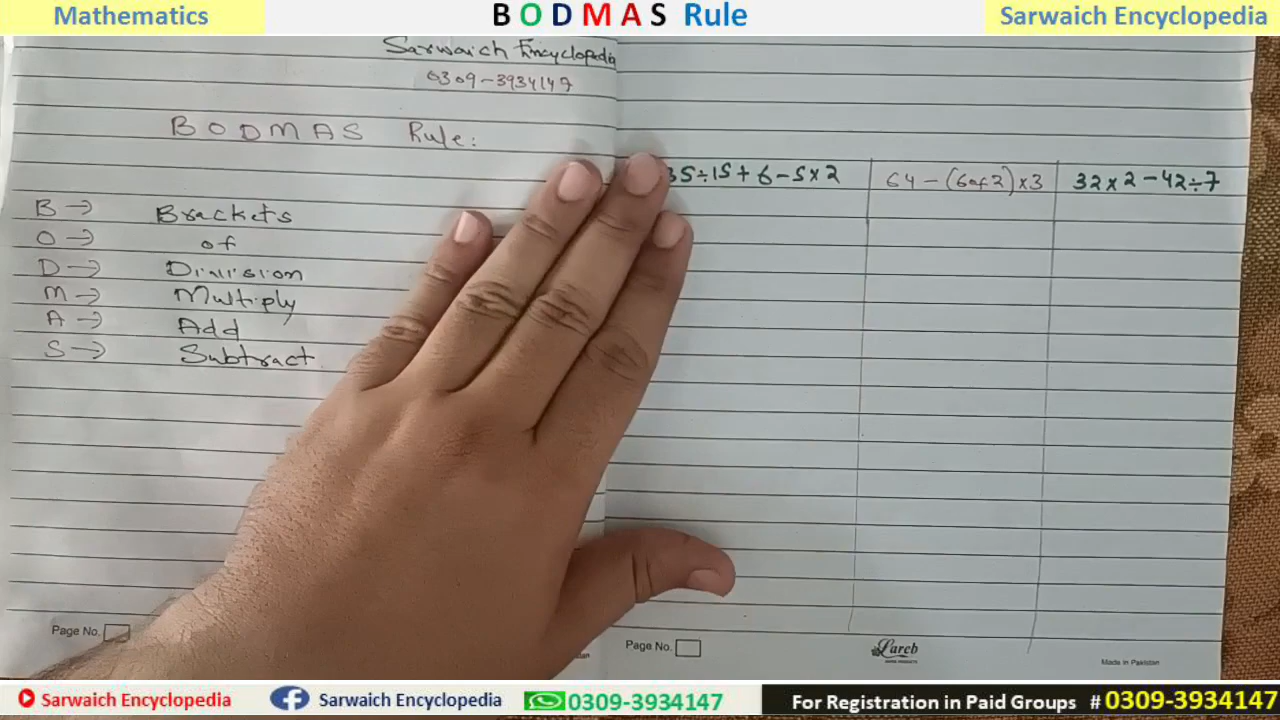 Mathematics
B O D M A S Rule
Sarwaich Encyclopedia
Sarwaich Encyclopedia
0309-3934147
BODMAS Rule:
B → Brackets
O → of
D → Division
M → Multiply
A → Add
S → Subtract.
35÷15+6-5×2
64-(6of2)×3
32×2-42÷7
Page No.
Page No.
Lareb
Made in Pakistan
Sarwaich Encyclopedia
Sarwaich Encyclopedia
0309-3934147
For Registration in Paid Groups # 0309-3934147